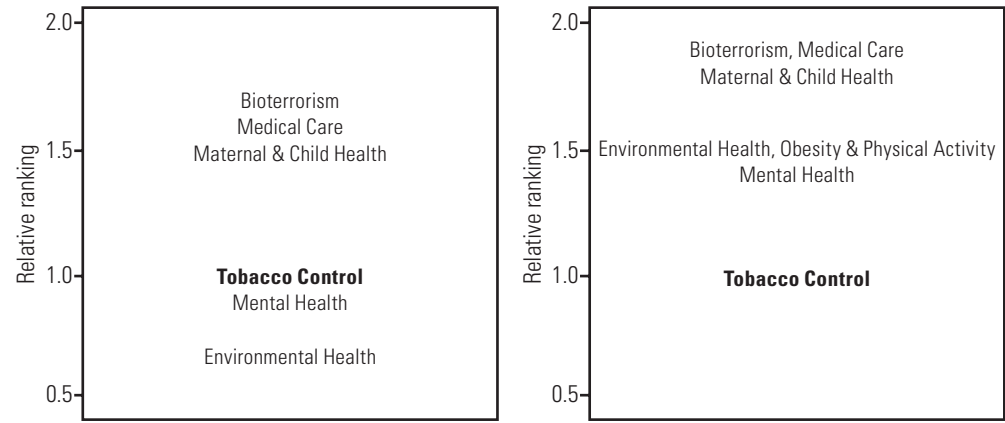 2.0
1.5
1.0
0.5
Relative ranking
Bioterrorism
Medical Care
Maternal & Child Health
Tobacco Control
Mental Health
Environmental Health
2.0
1.5
1.0
0.5
Relative ranking
Bioterrorism, Medical Care
Maternal & Child Health
Environmental Health, Obesity & Physical Activity
Mental Health
Tobacco Control